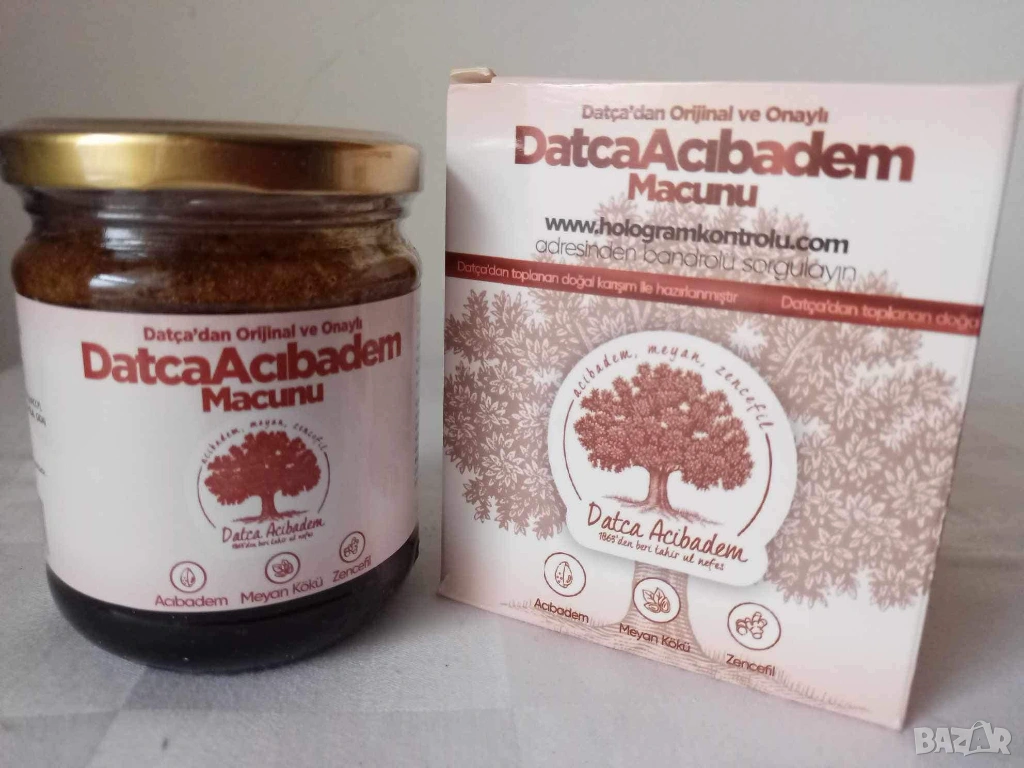 Datça'dan Orijinal ve Onaylı
DatcaAcıbadem
Macunu
acıbadem, meyan, zencefil
Datca Acıbadem
1865'den beri tahir ul nefes
Acıbadem
Meyan Kökü
Zencefil
Datça'dan Orijinal ve Onaylı
DatcaAcıbadem
Macunu
www.hologramkontrolu.com
adresinden bandrolu sorgulayın
Datça'dan toplanan doğal karışım ile hazırlanmıştır
Datça'dan toplanan doğa
acıbadem, meyan, zencefil
Datca Acıbadem
1865'den beri tahir ul nefes
Acıbadem
Meyan Kökü
Zencefil
BAZAR